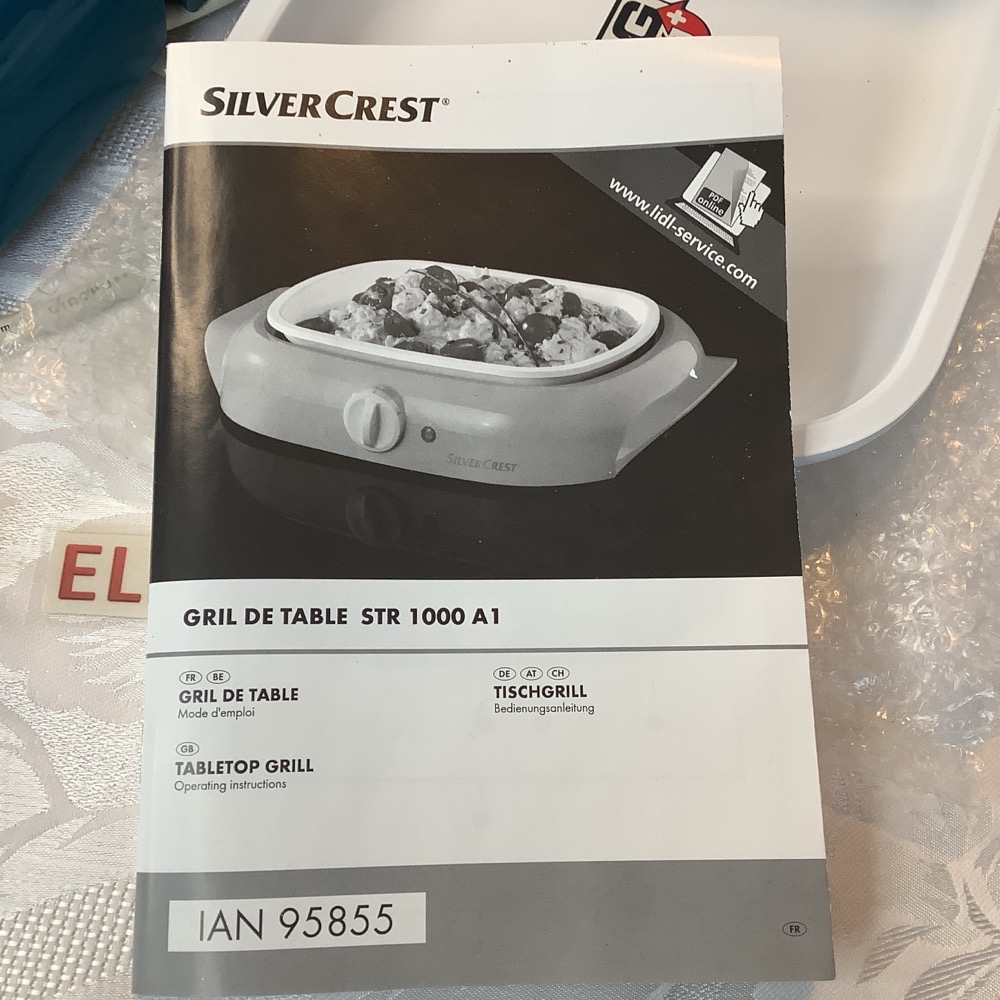 SILVERCREST®
www.lidl-service.com
PDF
online
SILVERCREST
GRIL DE TABLE STR 1000 A1
FR BE
GRIL DE TABLE
Mode d'emploi
DE AT CH
TISCHGRILL
Bedienungsanleitung
GB
TABLETOP GRILL
Operating instructions
IAN 95855
FR
EL